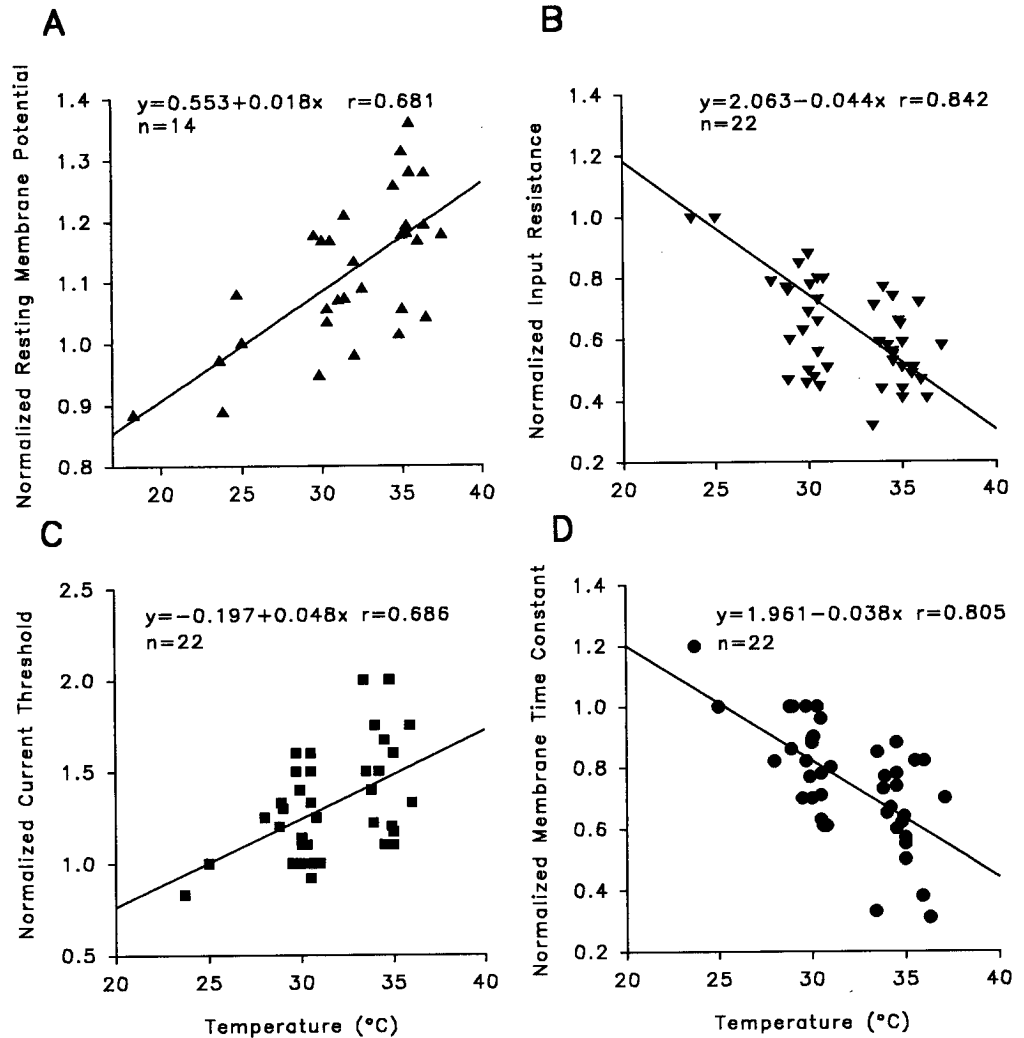 A
Normalized Resting Membrane Potential
y=0.553+0.018x r=0.681
n=14
1.4
1.3
1.2
1.1
1.0
0.9
0.8
20 25 30 35 40
B
Normalized Input Resistance
y=2.063−0.044x r=0.842
n=22
1.4
1.2
1.0
0.8
0.6
0.4
0.2
20 25 30 35 40
C
Normalized Current Threshold
y=−0.197+0.048x r=0.686
n=22
2.5
2.0
1.5
1.0
0.5
20 25 30 35 40
Temperature (°C)
D
Normalized Membrane Time Constant
y=1.961−0.038x r=0.805
n=22
1.4
1.2
1.0
0.8
0.6
0.4
0.2
20 25 30 35 40
Temperature (°C)